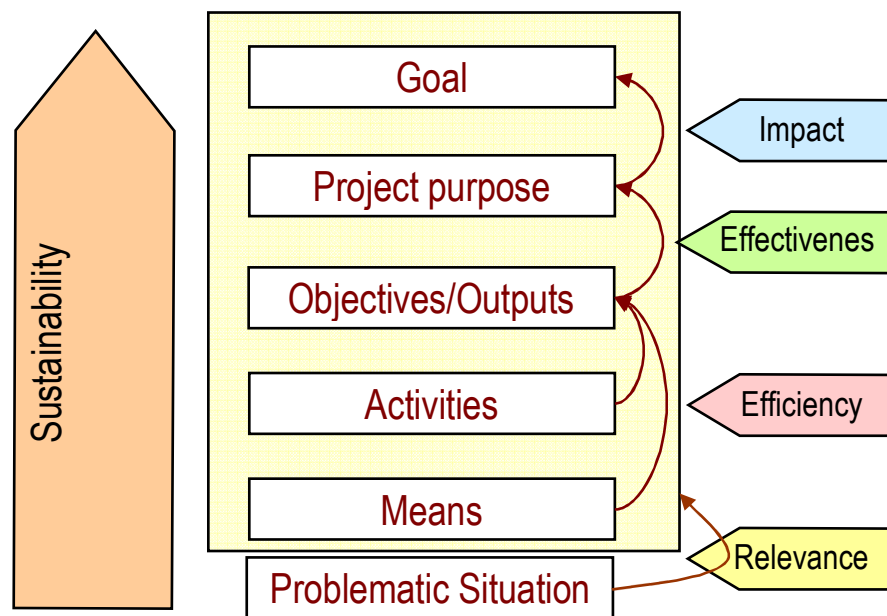 Sustainability
Goal
Project purpose
Objectives/Outputs
Activities
Means
Problematic Situation
Impact
Effectivenes
Efficiency
Relevance